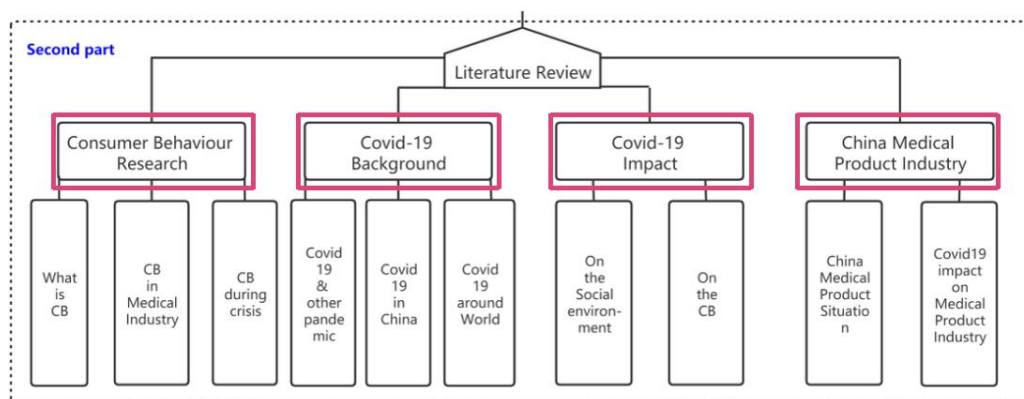 Second part
Literature Review
Consumer Behaviour
Research
Covid-19
Background
Covid-19
Impact
China Medical
Product Industry
What
is
CB
CB
in
Medical
Industry
CB
during
crisis
Covid
19
&
other
pande
mic
Covid
19
in
China
Covid
19
around
World
On
the
Social
environ-
ment
On
the
CB
China
Medical
Product
Situatio
n
Covid19
impact
on
Medical
Product
Industry